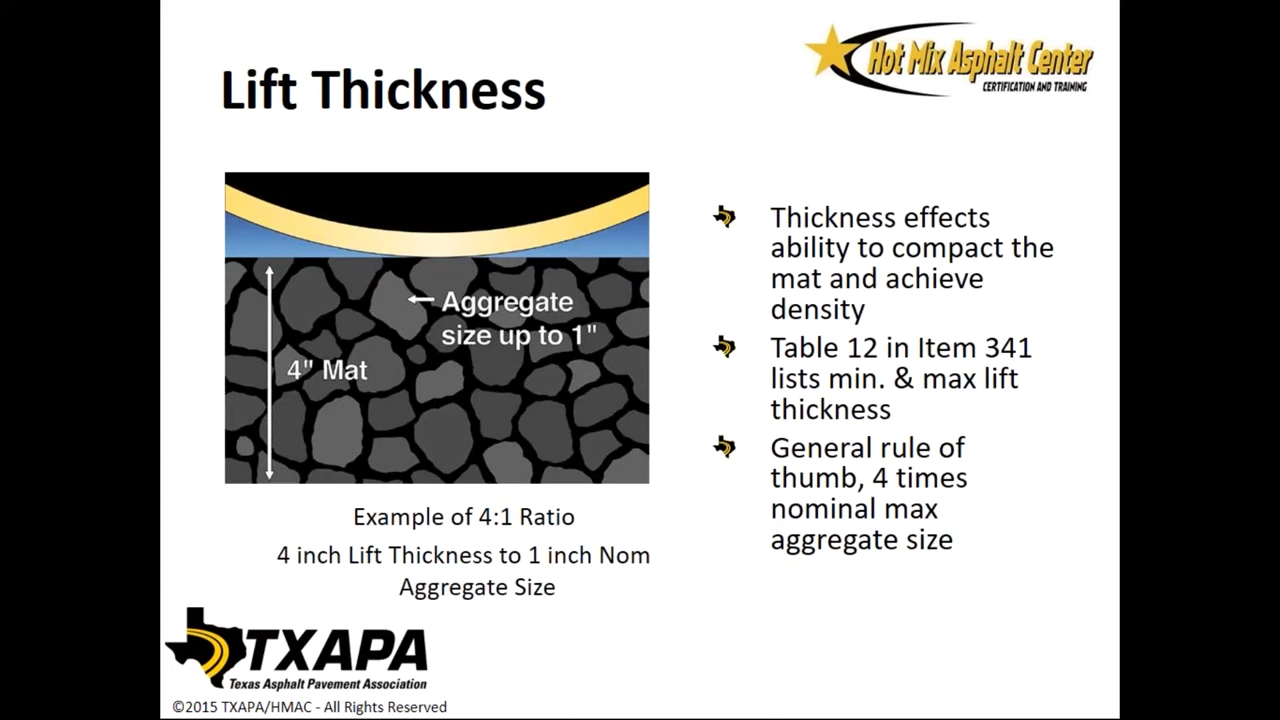 Hot Mix Asphalt Center
CERTIFICATION AND TRAINING
Lift Thickness
Aggregate
size up to 1"
4" Mat
Example of 4:1 Ratio
4 inch Lift Thickness to 1 inch Nom
Aggregate Size
Thickness effects
ability to compact the
mat and achieve
density
Table 12 in Item 341
lists min. & max lift
thickness
General rule of
thumb, 4 times
nominal max
aggregate size
TXAPA
Texas Asphalt Pavement Association
©2015 TXAPA/HMAC - All Rights Reserved